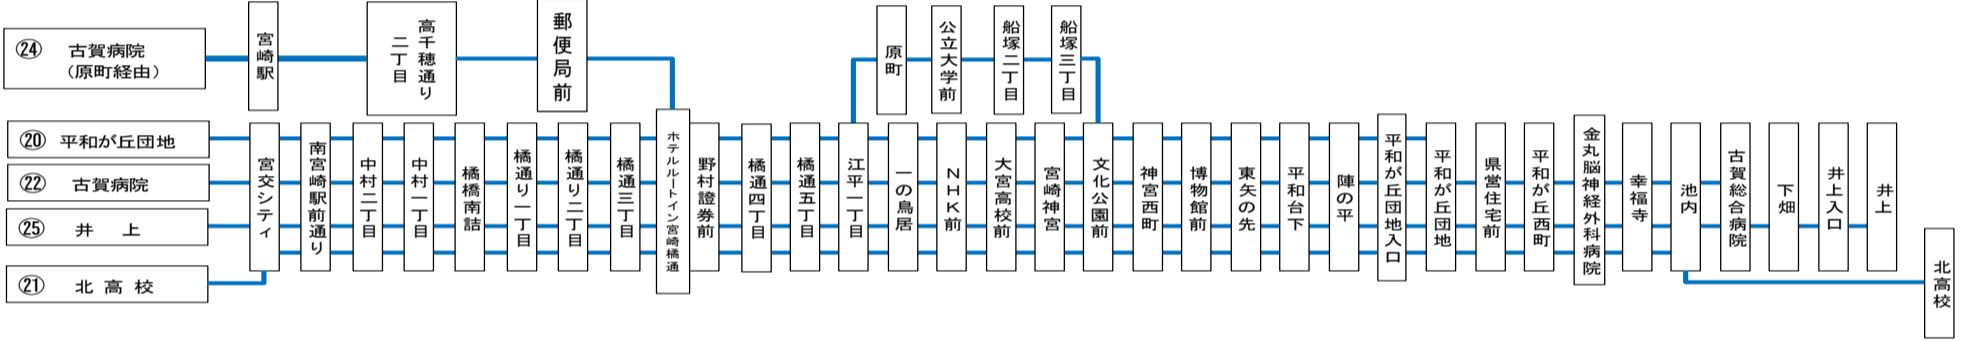 ㉔ 古賀病院
（原町経由）
宮崎駅
高千穂通り
二丁目
郵便局前
原町
公立大学前
船塚二丁目
船塚三丁目
⑳ 平和が丘団地
㉒ 古賀病院
㉕ 井 上
㉑ 北 高 校
宮交シティ
南宮崎駅前通り
中村二丁目
中村一丁目
橘橋南詰
橘通り一丁目
橘通り二丁目
橘通三丁目
ホテルルートイン宮崎橘通
野村證券前
橘通四丁目
橘通五丁目
江平一丁目
一の鳥居
ＮＨＫ前
大宮高校前
宮崎神宮
文化公園前
神宮西町
博物館前
東矢の先
平和台下
陣の平
平和が丘団地入口
平和が丘団地
県営住宅前
平和が丘西町
金丸脳神経外科病院
幸福寺
池内
古賀総合病院
下畑
井上入口
井上
北高校